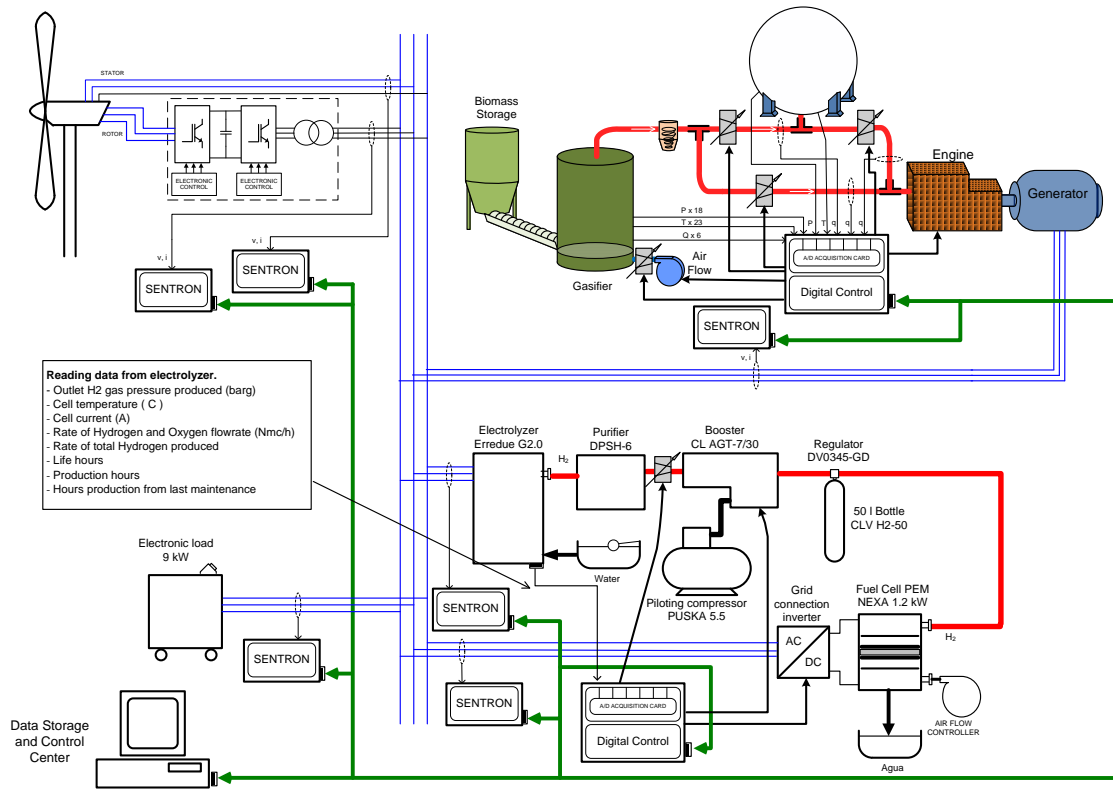 STATOR
ROTOR
ELECTRONIC
CONTROL
ELECTRONIC
CONTROL
v, i
v, i
SENTRON
SENTRON
Biomass
Storage
Gasifier
P x 18
T x 23
Q x 6
Air
Flow
P
T
q
q
q
A/D ACQUISITION CARD
Digital Control
Engine
Generator
SENTRON
v, i
Reading data from electrolyzer.
- Outlet H2 gas pressure produced (barg)
- Cell temperature ( C )
- Cell current (A)
- Rate of Hydrogen and Oxygen flowrate (Nmc/h)
- Rate of total Hydrogen produced
- Life hours
- Production hours
- Hours production from last maintenance
Electrolyzer
Erredue G2.0
H2
Purifier
DPSH-6
Booster
CL AGT-7/30
Regulator
DV0345-GD
50 l Bottle
CLV H2-50
Water
Piloting compressor
PUSKA 5.5
Electronic load
9 kW
SENTRON
SENTRON
SENTRON
Grid
connection
inverter
AC
DC
Fuel Cell PEM
NEXA 1.2 kW
H2
AIR FLOW
CONTROLLER
Agua
A/D ACQUISITION CARD
Digital Control
Data Storage
and Control
Center